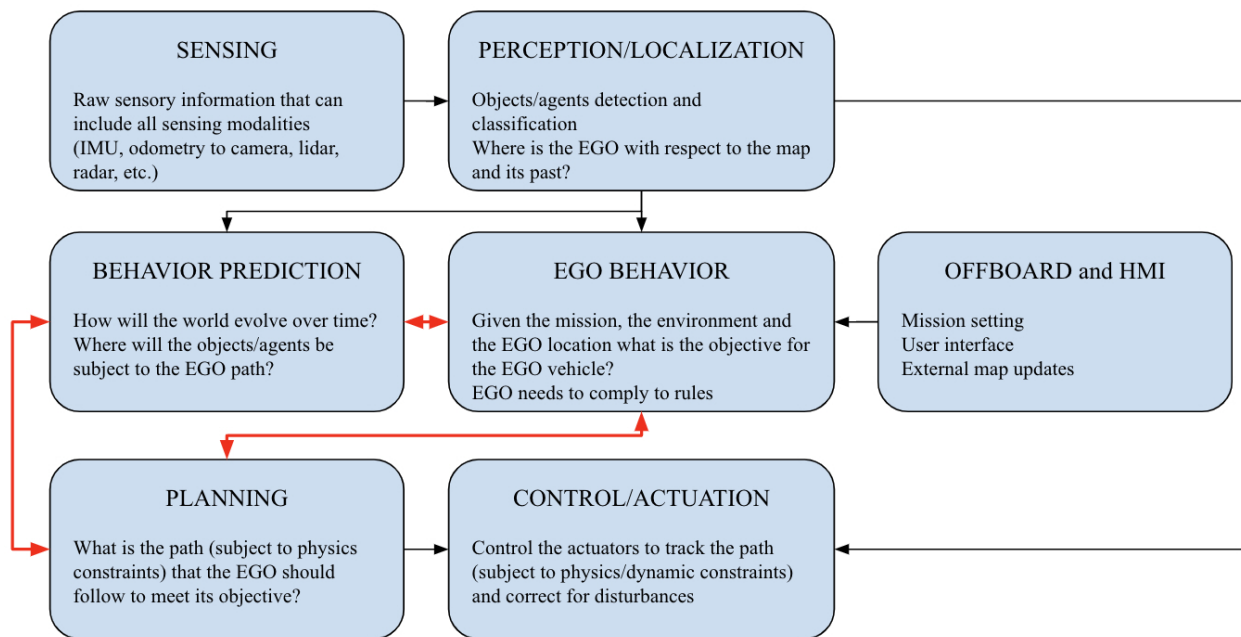 SENSING
Raw sensory information that can
include all sensing modalities
(IMU, odometry to camera, lidar,
radar, etc.)
PERCEPTION/LOCALIZATION
Objects/agents detection and
classification
Where is the EGO with respect to the map
and its past?
BEHAVIOR PREDICTION
How will the world evolve over time?
Where will the objects/agents be
subject to the EGO path?
EGO BEHAVIOR
Given the mission, the environment and
the EGO location what is the objective for
the EGO vehicle?
EGO needs to comply to rules
OFFBOARD and HMI
Mission setting
User interface
External map updates
PLANNING
What is the path (subject to physics
constraints) that the EGO should
follow to meet its objective?
CONTROL/ACTUATION
Control the actuators to track the path
(subject to physics/dynamic constraints)
and correct for disturbances